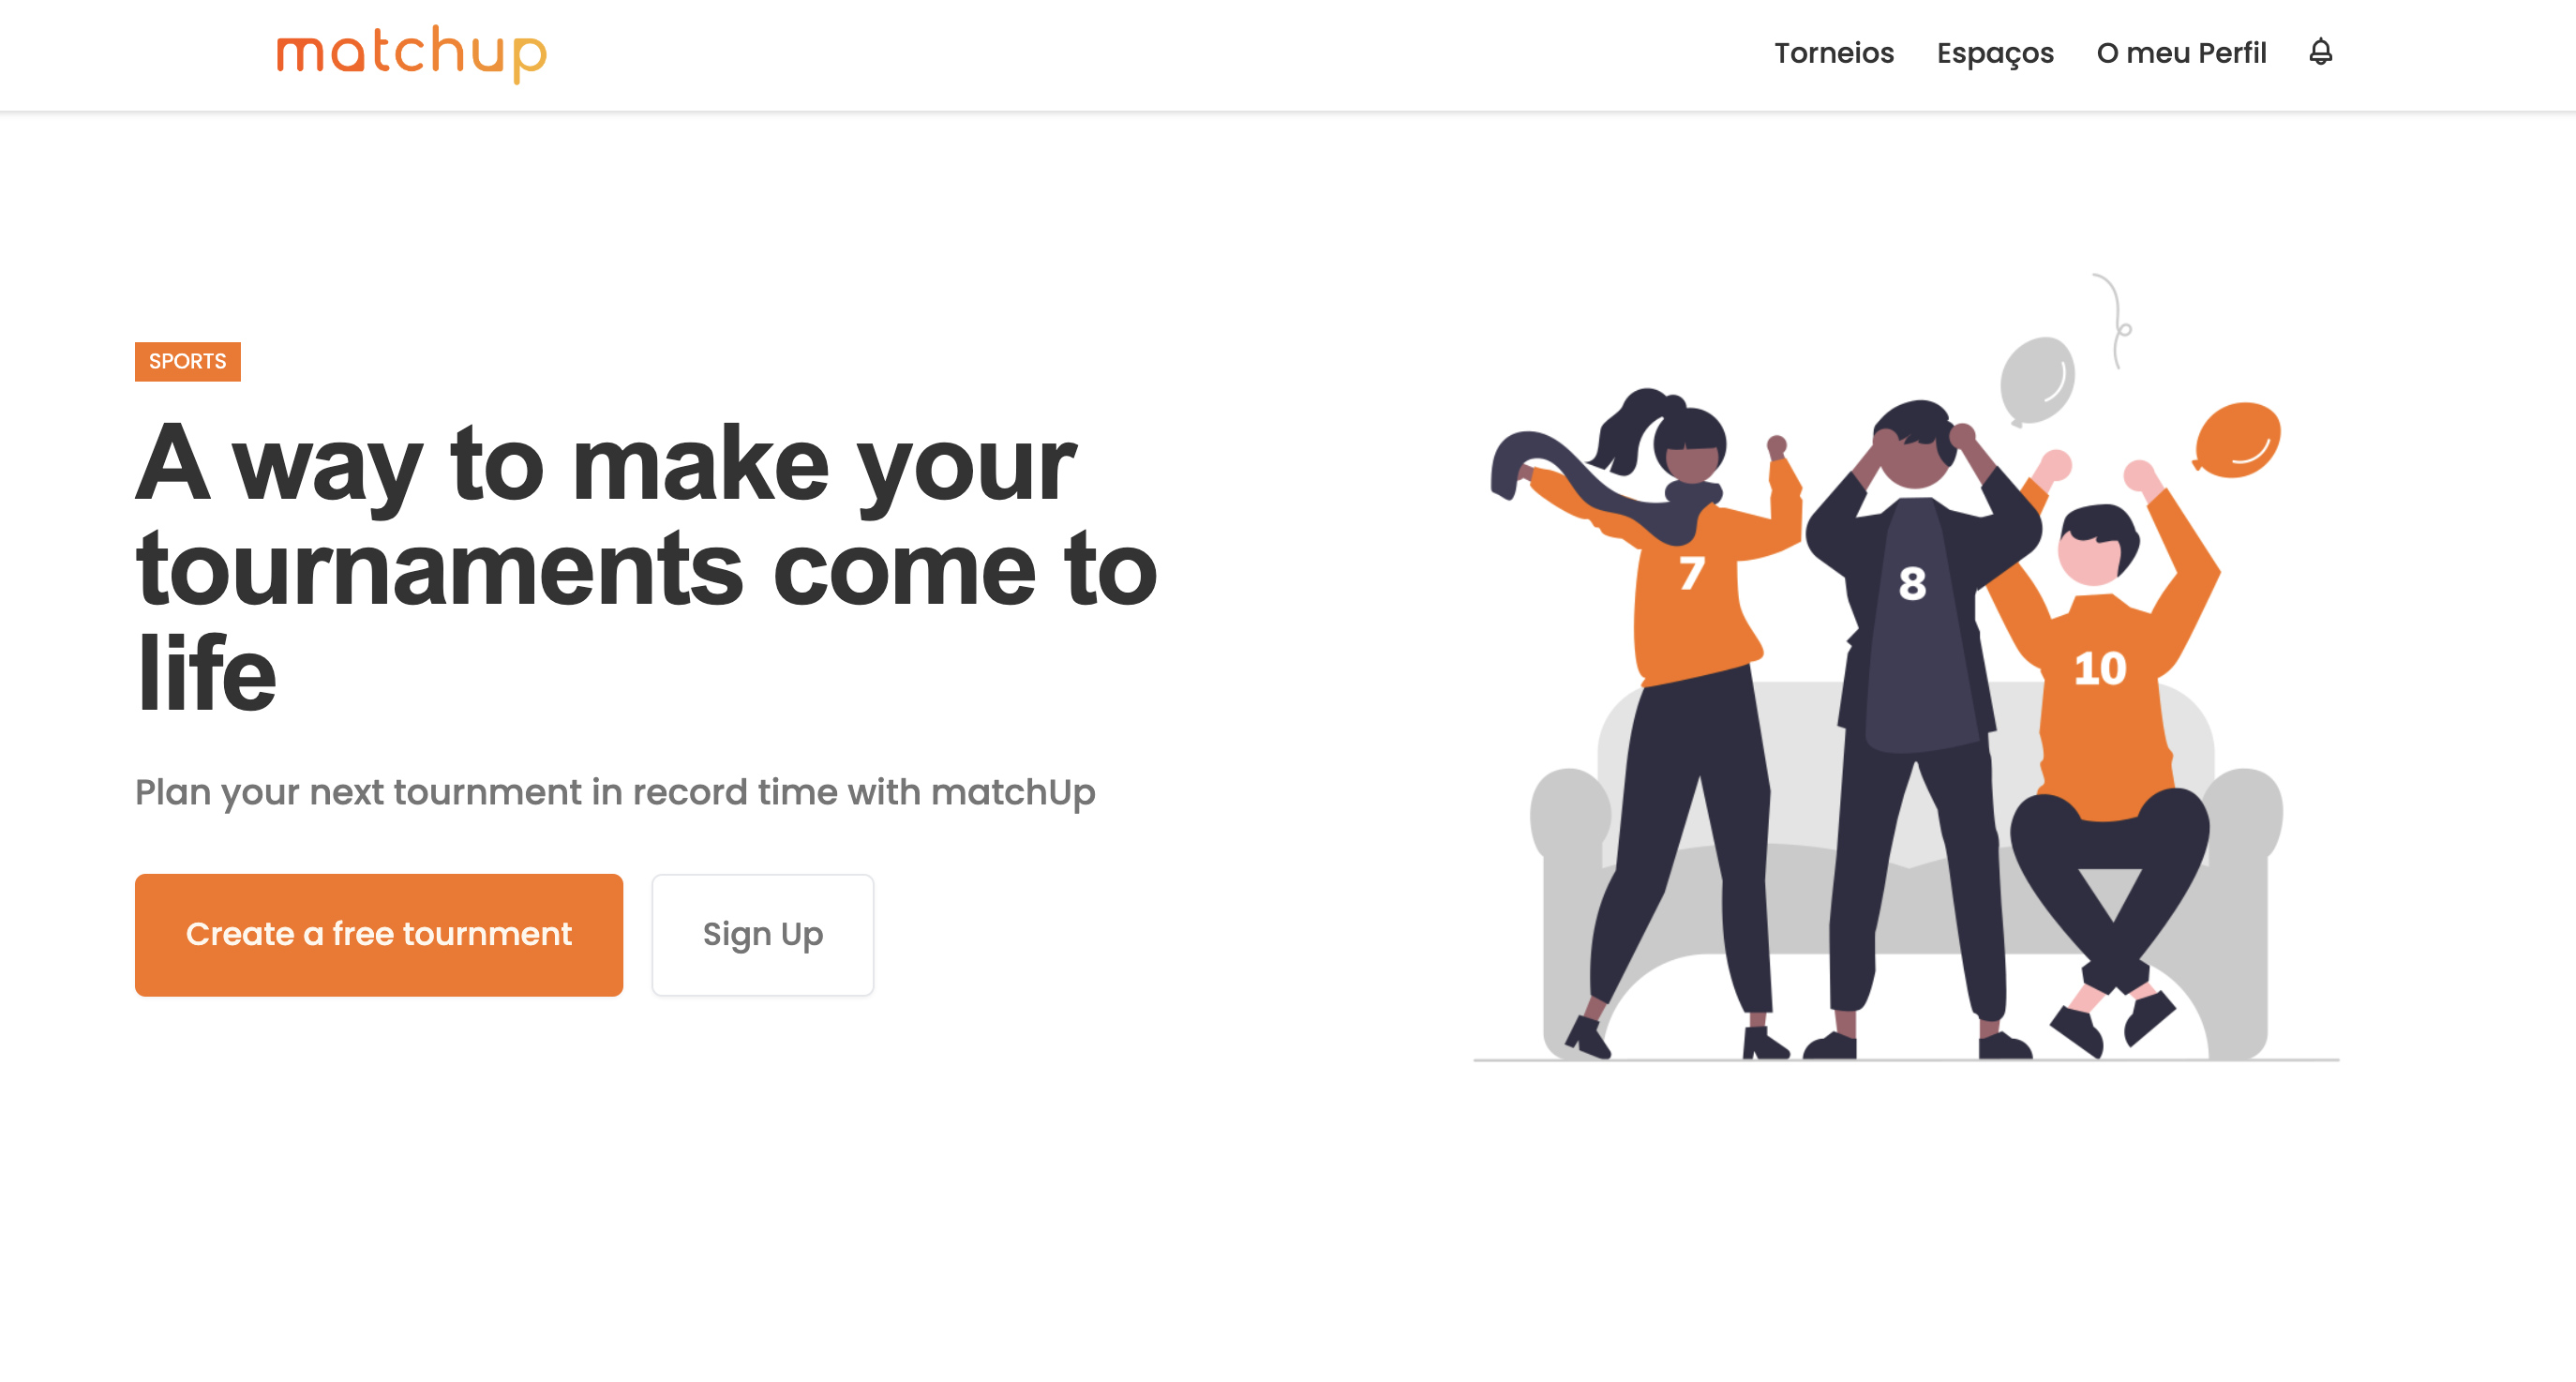 matchup
Torneios
Espaços
O meu Perfil
SPORTS
A way to make your
tournaments come to
life
Plan your next tournment in record time with matchUp
Create a free tournment
Sign Up
7
8
10